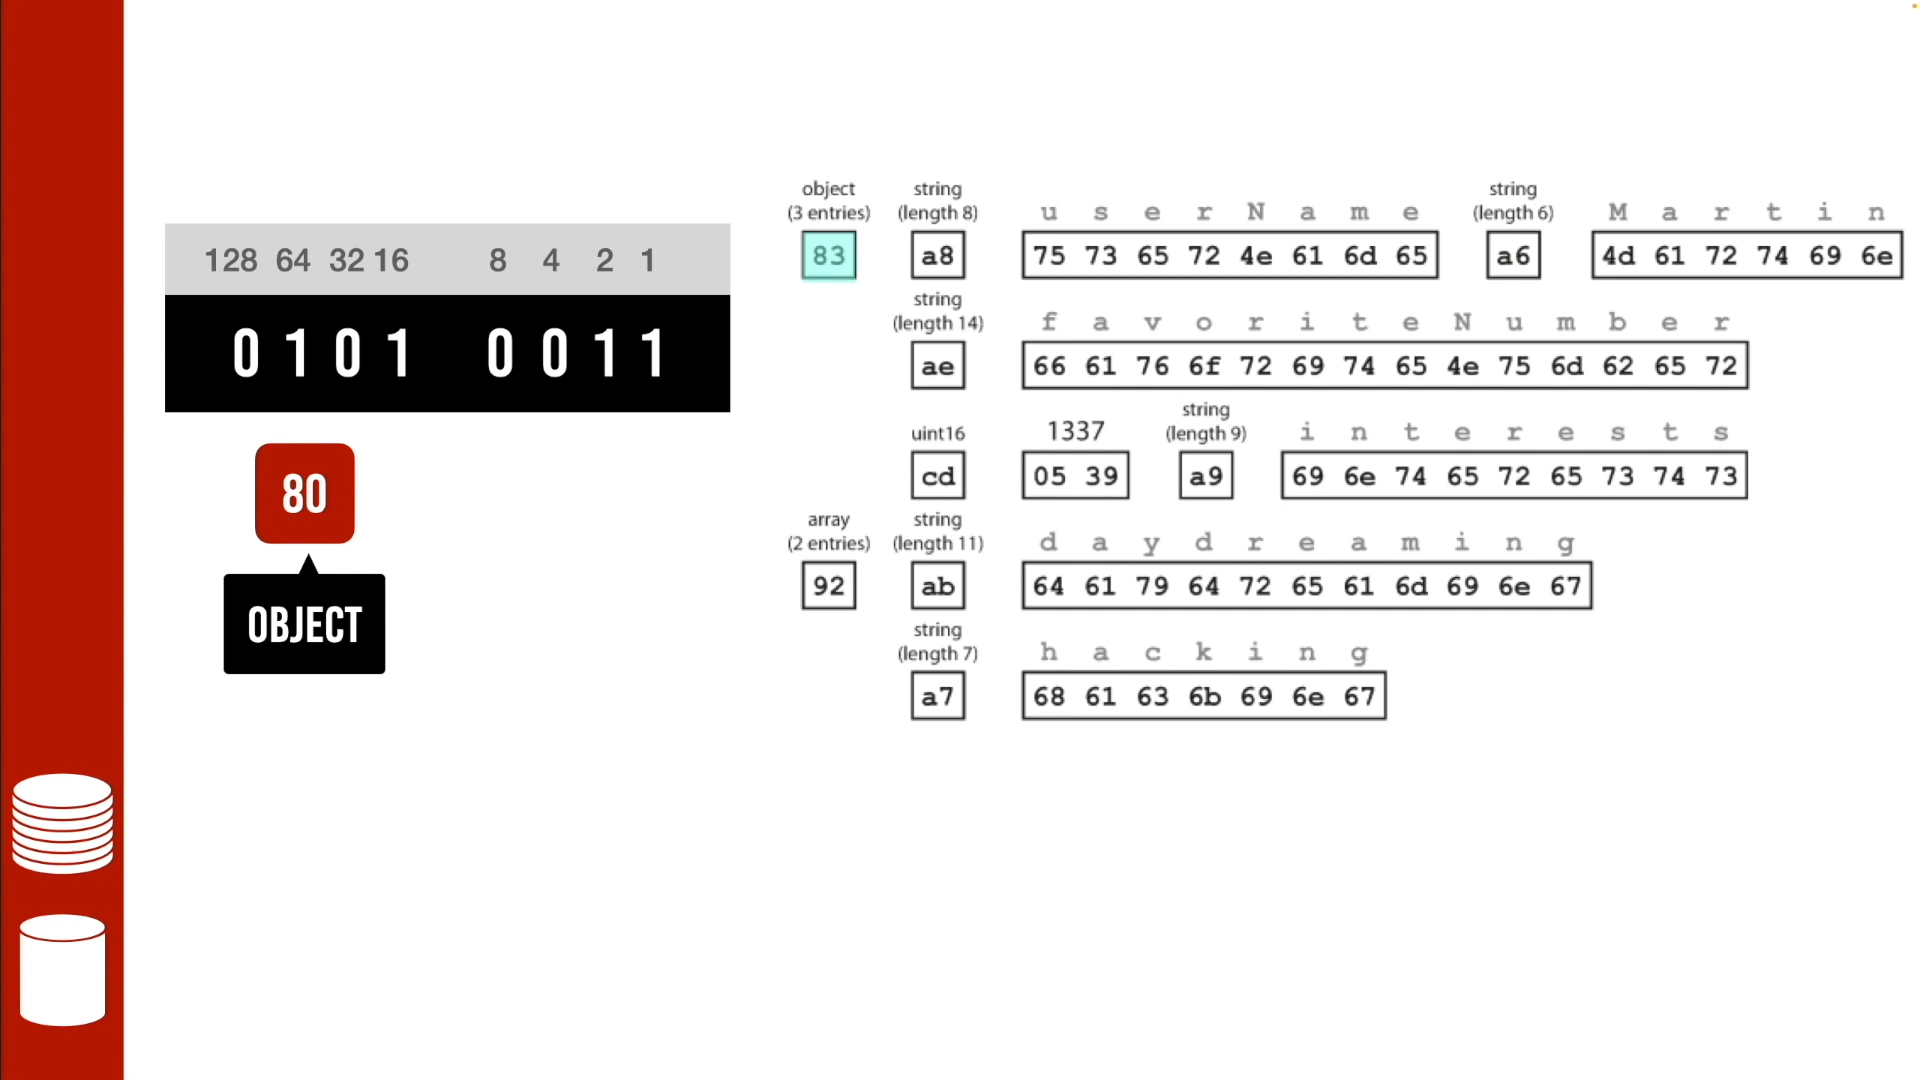 128 64 32 16 8 4 2 1
0 1 0 1 0 0 1 1
80
OBJECT
object
(3 entries)
83
string
(length 8)
a8
u s e r N a m e
75 73 65 72 4e 61 6d 65
string
(length 6)
a6
M a r t i n
4d 61 72 74 69 6e
string
(length 14)
ae
f a v o r i t e N u m b e r
66 61 76 6f 72 69 74 65 4e 75 6d 62 65 72
uint16
cd
1337
05 39
string
(length 9)
a9
i n t e r e s t s
69 6e 74 65 72 65 73 74 73
array
(2 entries)
92
string
(length 11)
ab
d a y d r e a m i n g
64 61 79 64 72 65 61 6d 69 6e 67
string
(length 7)
a7
h a c k i n g
68 61 63 6b 69 6e 67